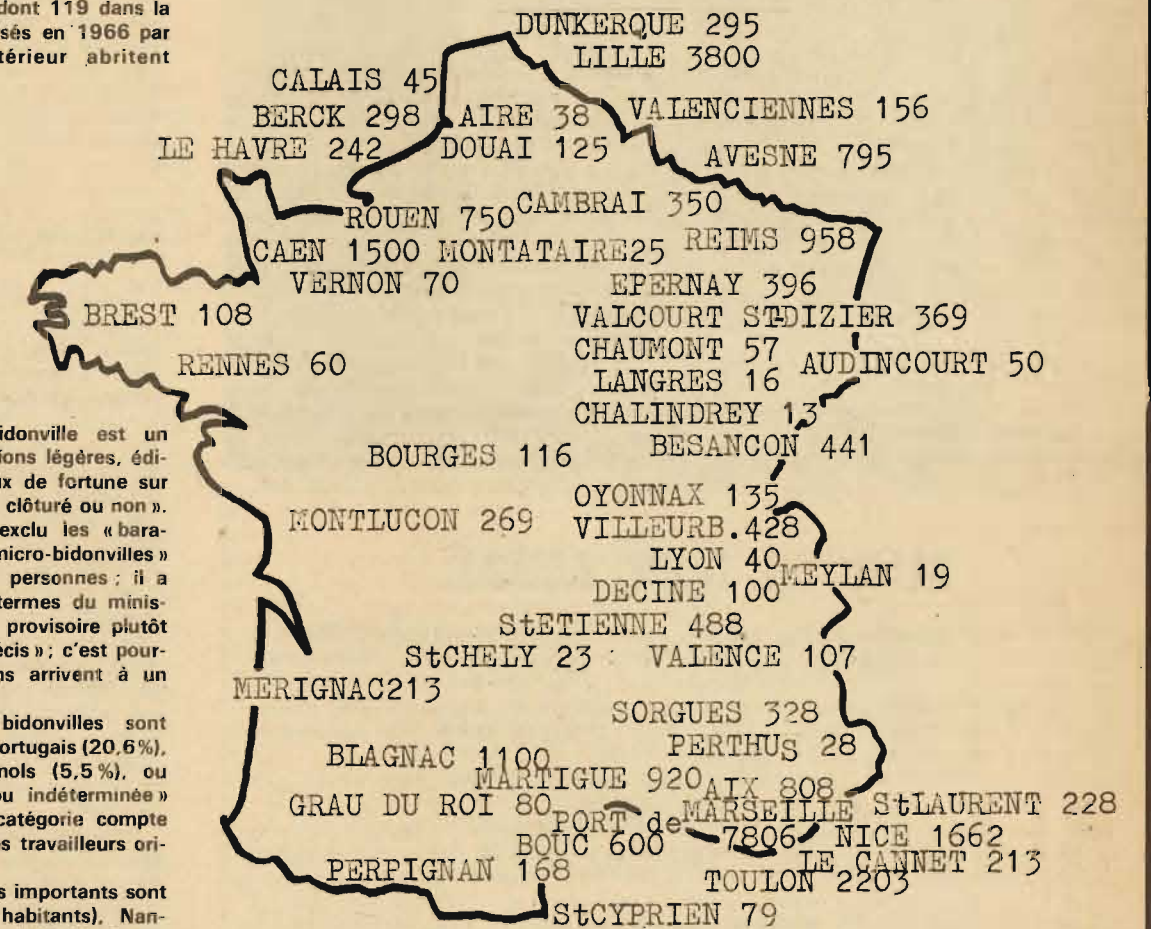 dont 119 dans la
sés en 1966 par
térieur abritent
DUNKERQUE 295
LILLE 3800
CALAIS 45
BERCK 298
AIRE 38
VALENCIENNES 156
LE HAVRE 242
DOUAI 125
AVESNE 795
ROUEN 750
CAMBRAI 350
CAEN 1500
MONTATAIRE25
REIMS 958
VERNON 70
EPERNAY 396
BREST 108
VALCOURT ST-DIZIER 369
RENNES 60
CHAUMONT 57
AUDINCOURT 50
LANGRES 16
CHALINDREY 13
BESANCON 441
BOURGES 116
OYONNAX 135
MONTLUCON 269
VILLEURB.428
LYON 40
MEYLAN 19
DECINE 100
StETIENNE 488
StCHELY 23
VALENCE 107
MERIGNAC213
SORGUES 328
PERTHUS 28
BLAGNAC 1100
MARTIGUE 920
AIX 808
GRAU DU ROI 80
PORT de
BOUC 600
MARSEILLE
7806
StLAURENT 228
NICE 1662
LE CANNET 213
PERPIGNAN 168
TOULON 2203
StCYPRIEN 79
idonville est un
ions légères, édi-
x de fortune sur
clôturé ou non ».
exclu les « bara-
micro-bidonvilles »
personnes ; il a
termes du minis-
provisoire plutôt
écis » ; c'est pour-
ns arrivent à un
bidonvilles sont
ortugais (20,6 %),
nols (5,5 %), ou
ou indéterminée »
catégorie compte
es travailleurs ori-
s importants sont
habitants), Nan-